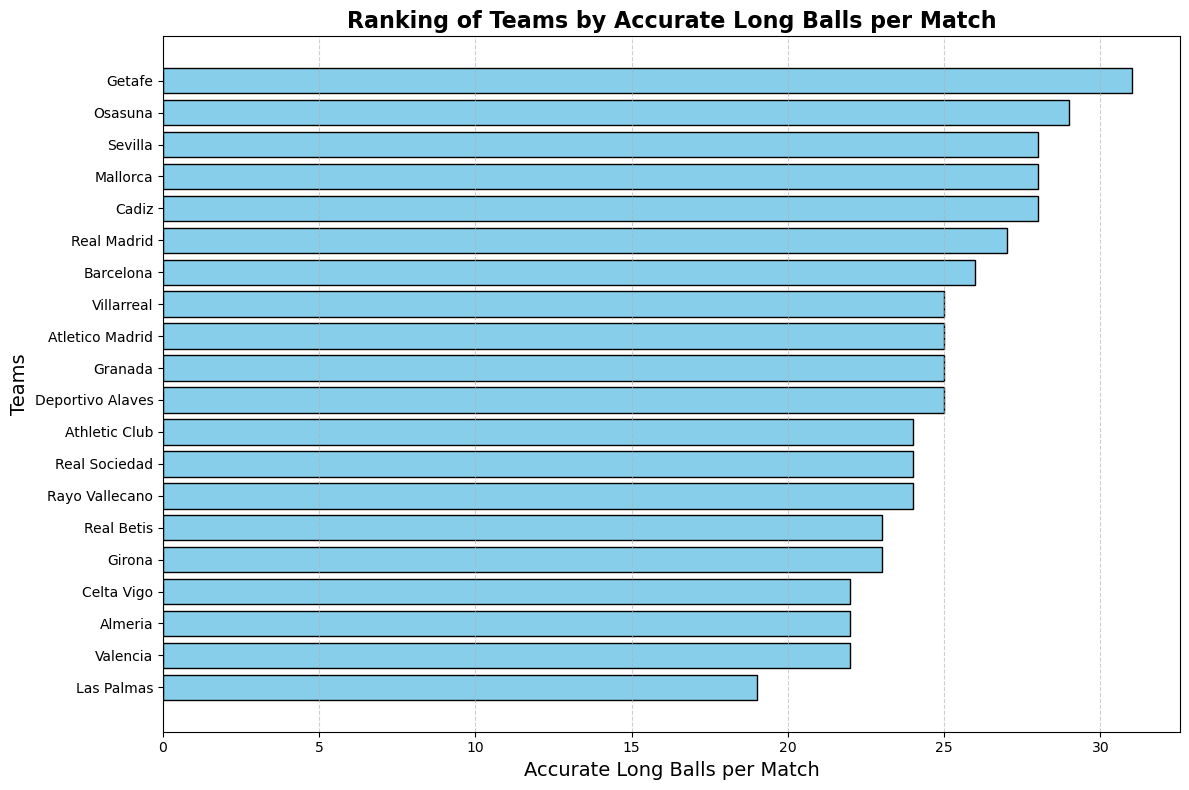 Ranking of Teams by Accurate Long Balls per Match
Getafe
Osasuna
Sevilla
Mallorca
Cadiz
Real Madrid
Barcelona
Villarreal
Atletico Madrid
Granada
Deportivo Alaves
Athletic Club
Real Sociedad
Rayo Vallecano
Real Betis
Girona
Celta Vigo
Almeria
Valencia
Las Palmas
Teams
0 5 10 15 20 25 30
Accurate Long Balls per Match